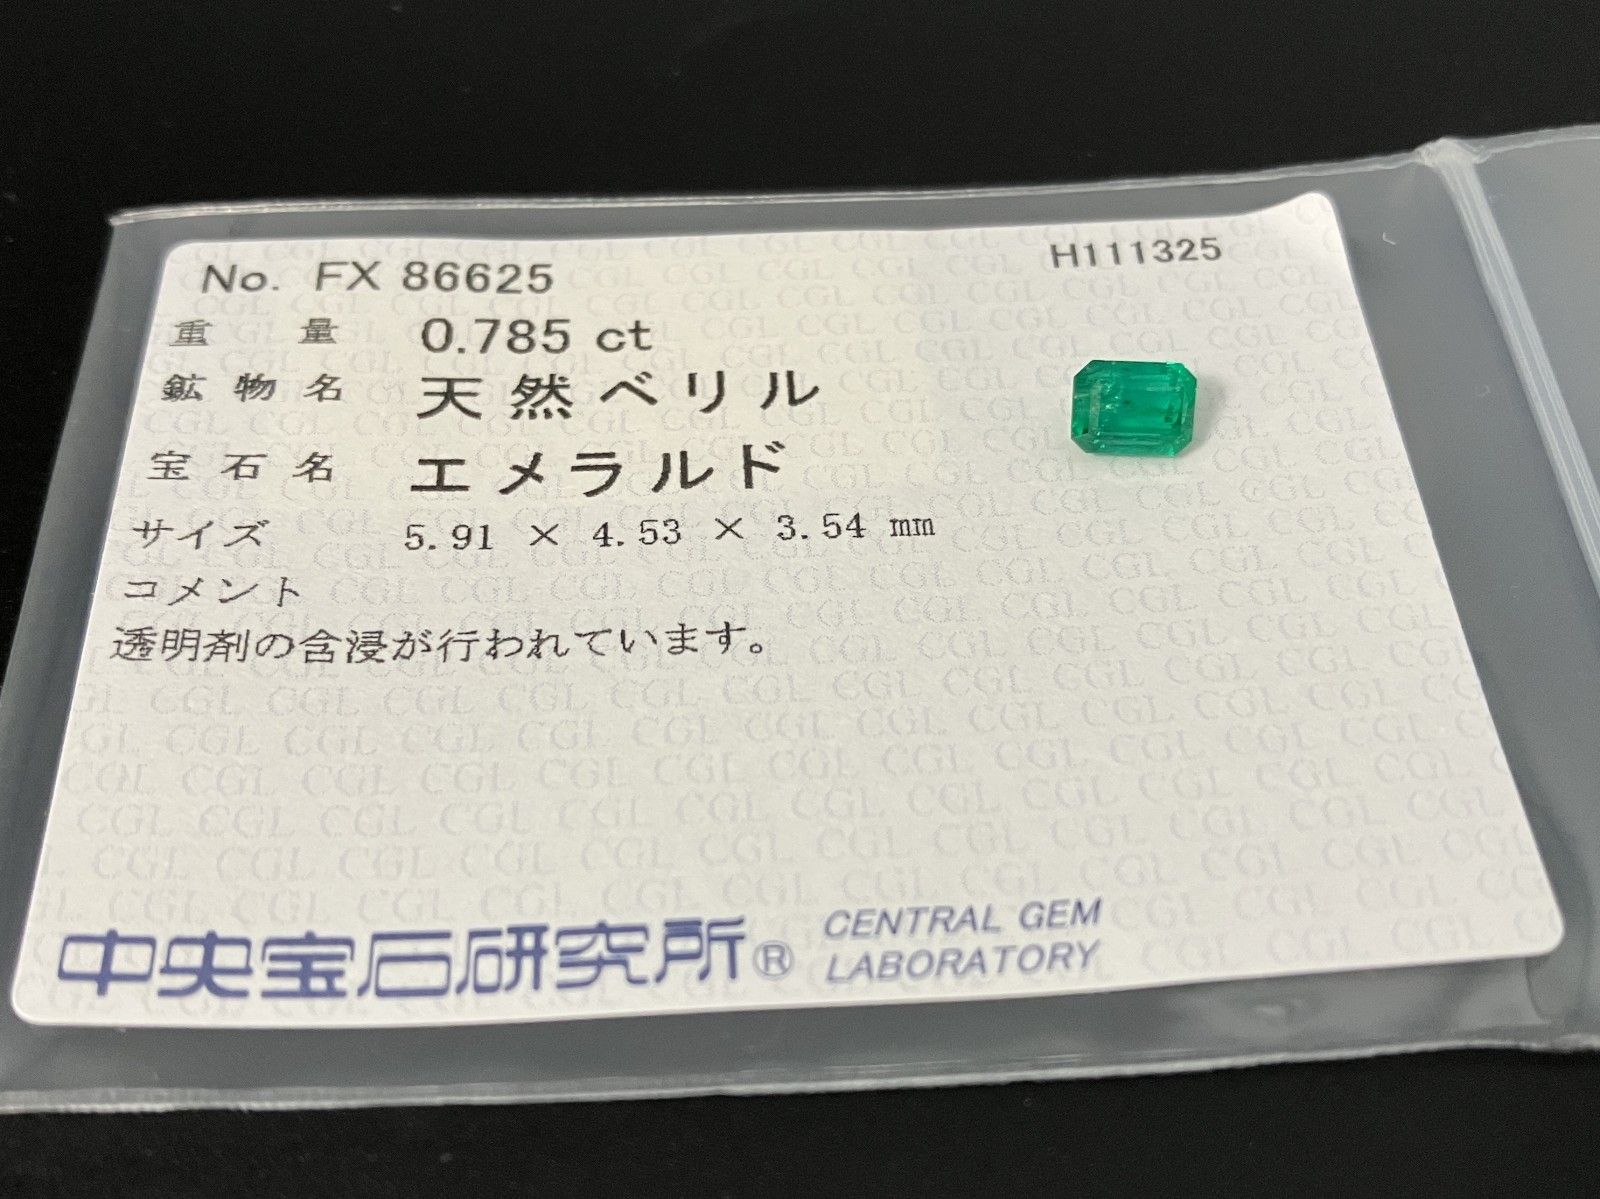 No. FX 86625
H111325
重量 0.785 ct
鉱物名 天然ベリル
宝石名 エメラルド
サイズ 5.91 × 4.53 × 3.54 mm
コメント
透明剤の含浸が行われています。
中央宝石研究所® CENTRAL GEM
LABORATORY